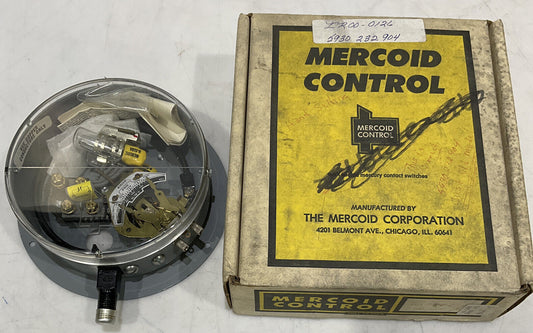 L200-0126
5930 232 904
MERCOID
CONTROL
MERCOID
CONTROL
mercury contact switches
MANUFACTURED BY
THE MERCOID CORPORATION
4201 BELMONT AVE., CHICAGO, ILL. 60641
MERCOID CONTROL